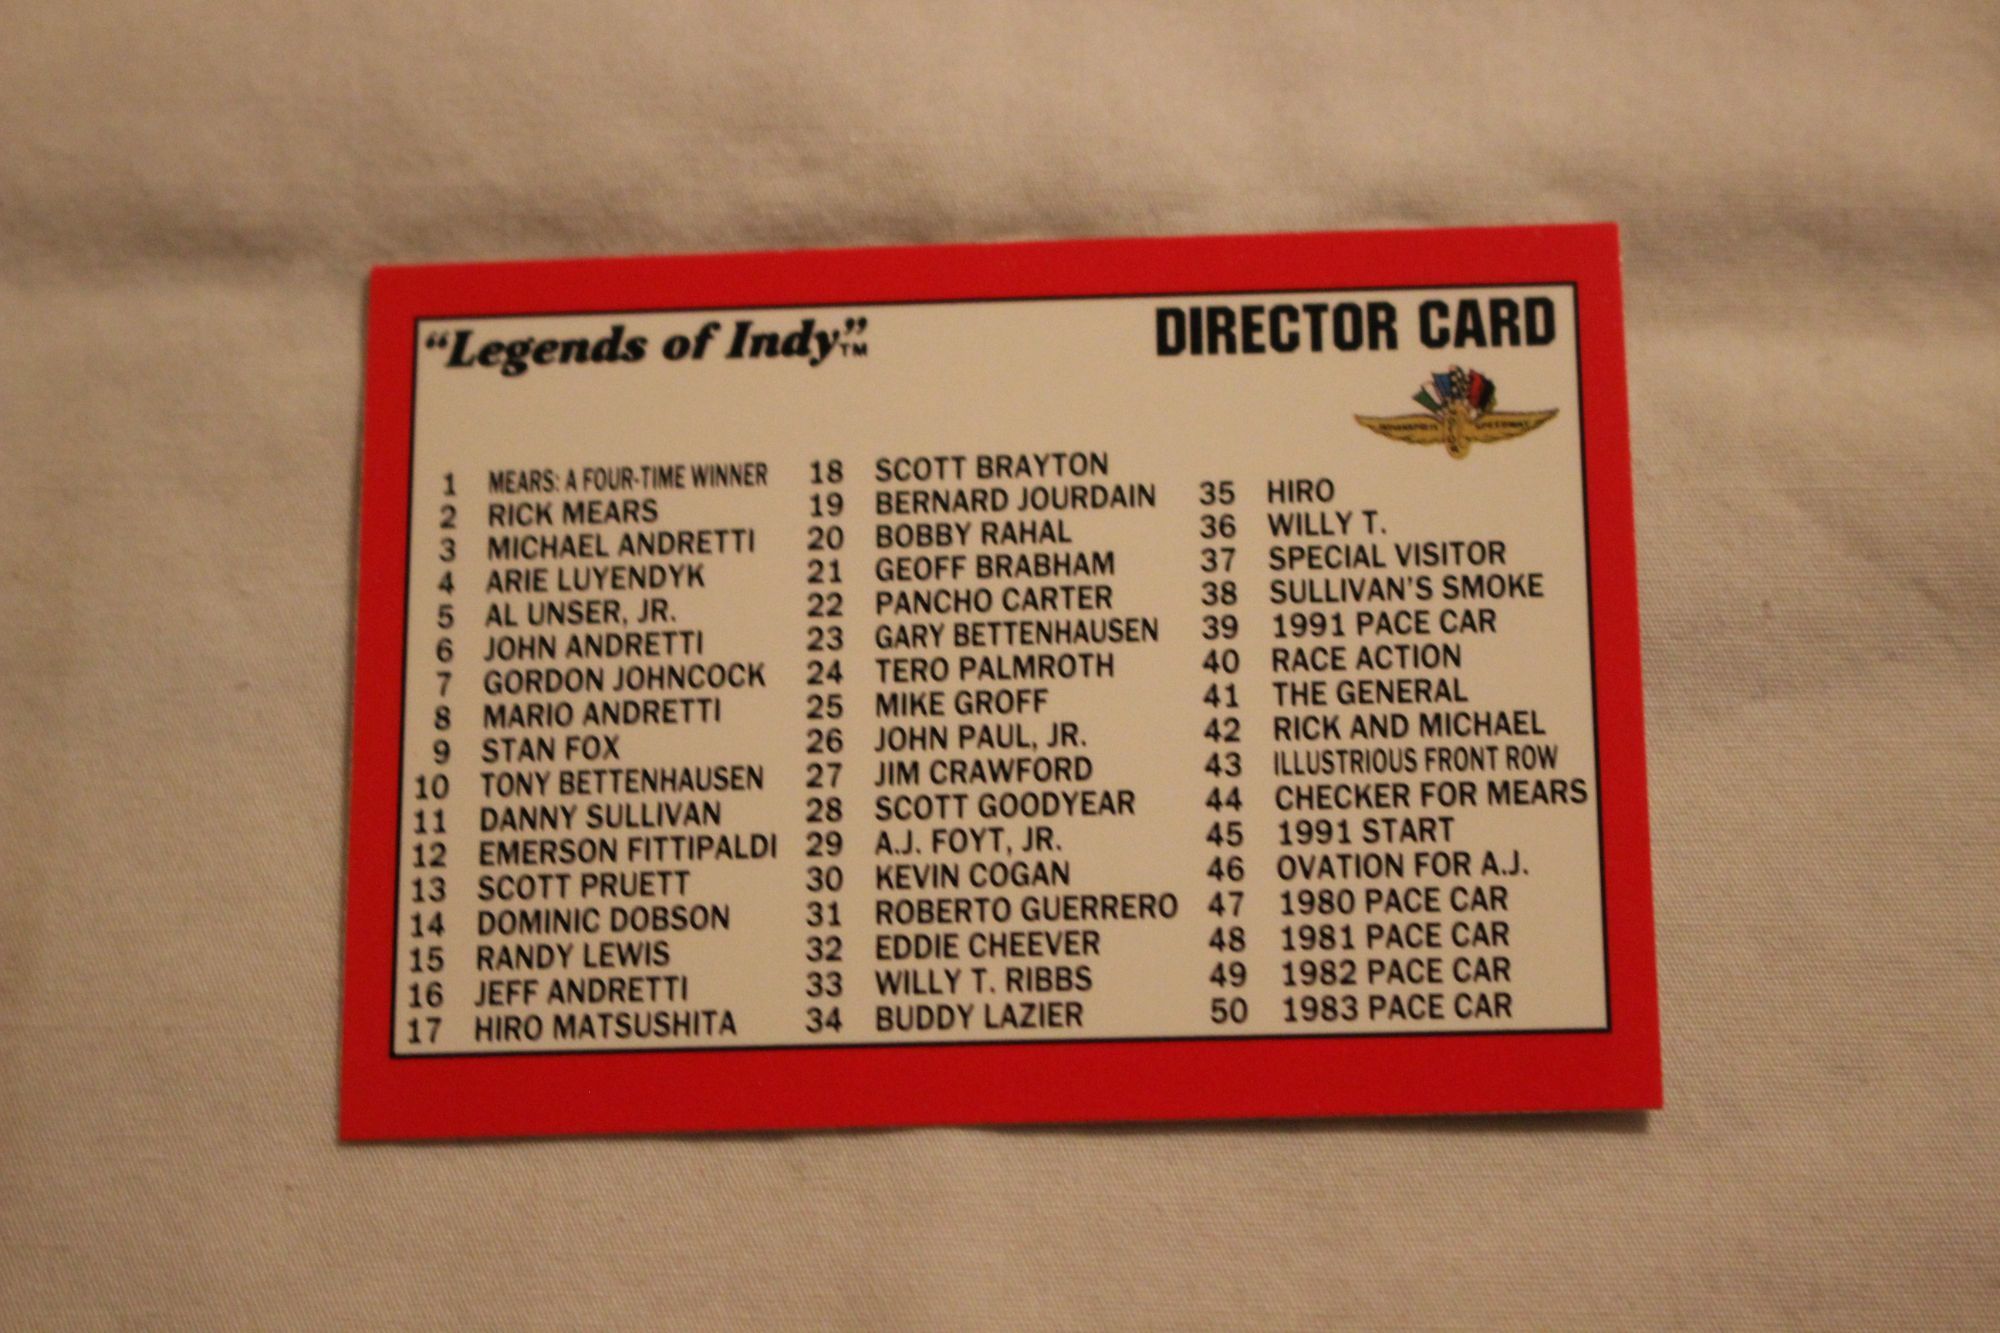 "Legends of Indy"™
DIRECTOR CARD
INDIANAPOLIS SPEEDWAY
1 MEARS: A FOUR-TIME WINNER
2 RICK MEARS
3 MICHAEL ANDRETTI
4 ARIE LUYENDYK
5 AL UNSER, JR.
6 JOHN ANDRETTI
7 GORDON JOHNCOCK
8 MARIO ANDRETTI
9 STAN FOX
10 TONY BETTENHAUSEN
11 DANNY SULLIVAN
12 EMERSON FITTIPALDI
13 SCOTT PRUETT
14 DOMINIC DOBSON
15 RANDY LEWIS
16 JEFF ANDRETTI
17 HIRO MATSUSHITA
18 SCOTT BRAYTON
19 BERNARD JOURDAIN
20 BOBBY RAHAL
21 GEOFF BRABHAM
22 PANCHO CARTER
23 GARY BETTENHAUSEN
24 TERO PALMROTH
25 MIKE GROFF
26 JOHN PAUL, JR.
27 JIM CRAWFORD
28 SCOTT GOODYEAR
29 A.J. FOYT, JR.
30 KEVIN COGAN
31 ROBERTO GUERRERO
32 EDDIE CHEEVER
33 WILLY T. RIBBS
34 BUDDY LAZIER
35 HIRO
36 WILLY T.
37 SPECIAL VISITOR
38 SULLIVAN'S SMOKE
39 1991 PACE CAR
40 RACE ACTION
41 THE GENERAL
42 RICK AND MICHAEL
43 ILLUSTRIOUS FRONT ROW
44 CHECKER FOR MEARS
45 1991 START
46 OVATION FOR A.J.
47 1980 PACE CAR
48 1981 PACE CAR
49 1982 PACE CAR
50 1983 PACE CAR